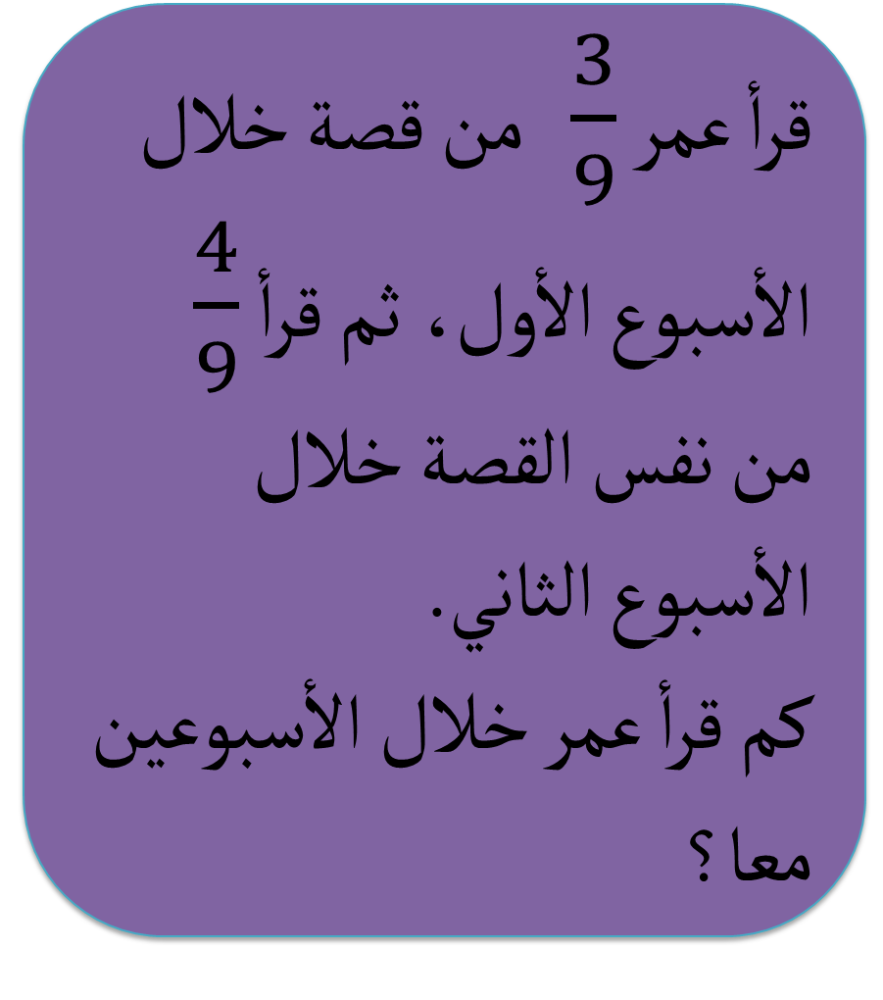 قرأ عمر 3/9 من قصة خلال
الأسبوع الأول، ثم قرأ 4/9
من نفس القصة خلال
الأسبوع الثاني.
كم قرأ عمر خلال الأسبوعين
معا؟